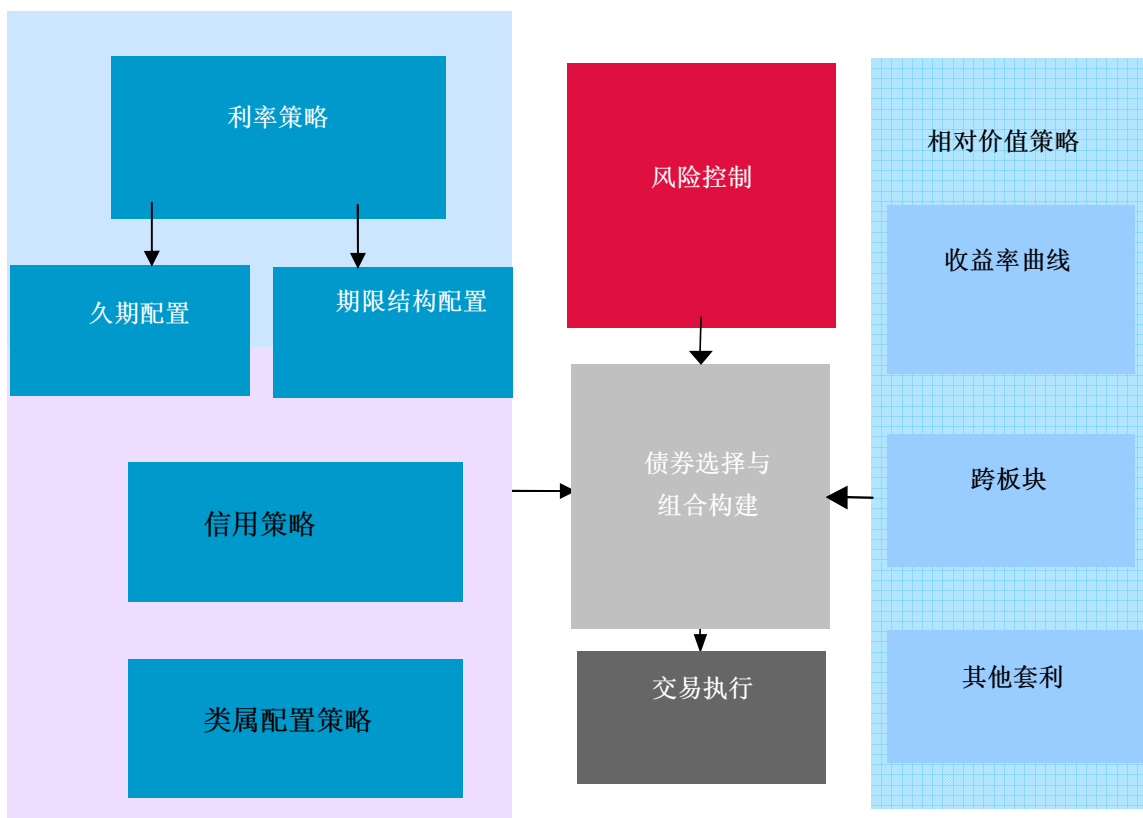 利率策略
久期配置
期限结构配置
信用策略
类属配置策略
风险控制
债券选择与
组合构建
交易执行
相对价值策略
收益率曲线
跨板块
其他套利